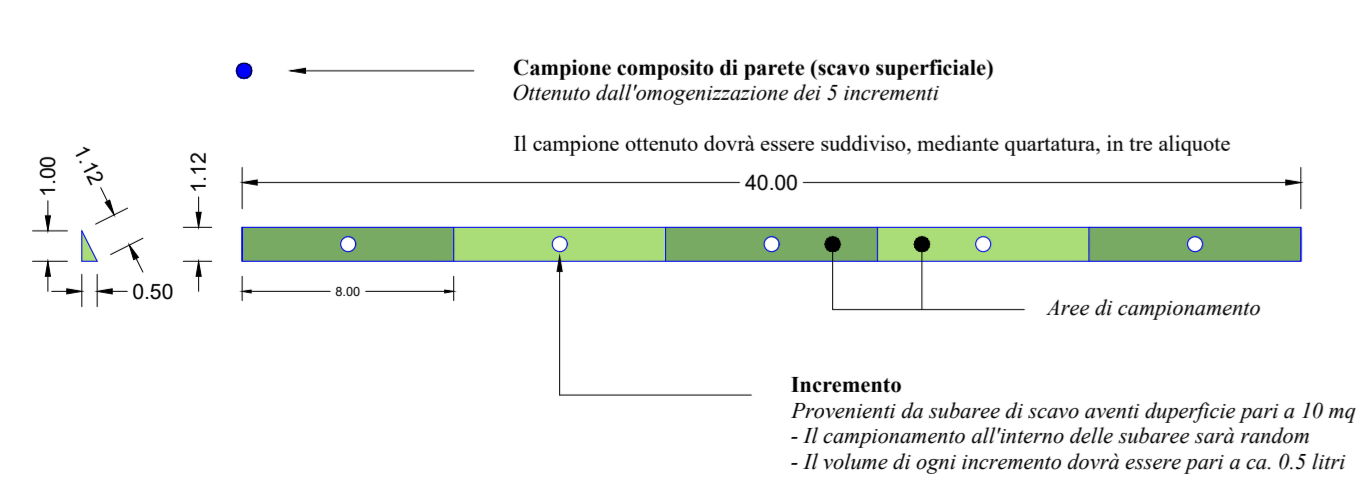 Campione composito di parete (scavo superficiale)
Ottenuto dall'omogenizzazione dei 5 incrementi
Il campione ottenuto dovrà essere suddiviso, mediante quartatura, in tre aliquote
1.00
1.12
1.12
40.00
0.50
8.00
Aree di campionamento
Incremento
Provenienti da subaree di scavo aventi duperficie pari a 10 mq
- Il campionamento all'interno delle subaree sarà random
- Il volume di ogni incremento dovrà essere pari a ca. 0.5 litri